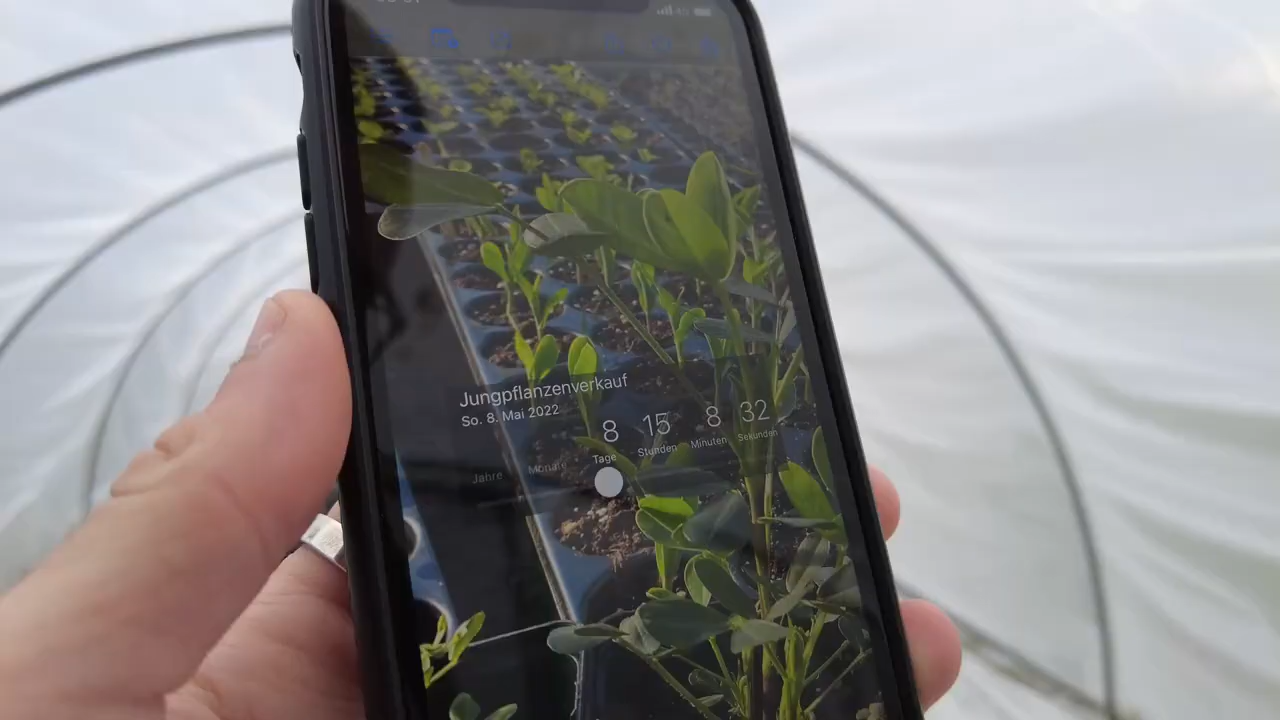 Jungpflanzenverkauf
So. 8. Mai 2022
8 15 8 32
Jahre Monate Tage Stunden Minuten Sekunden